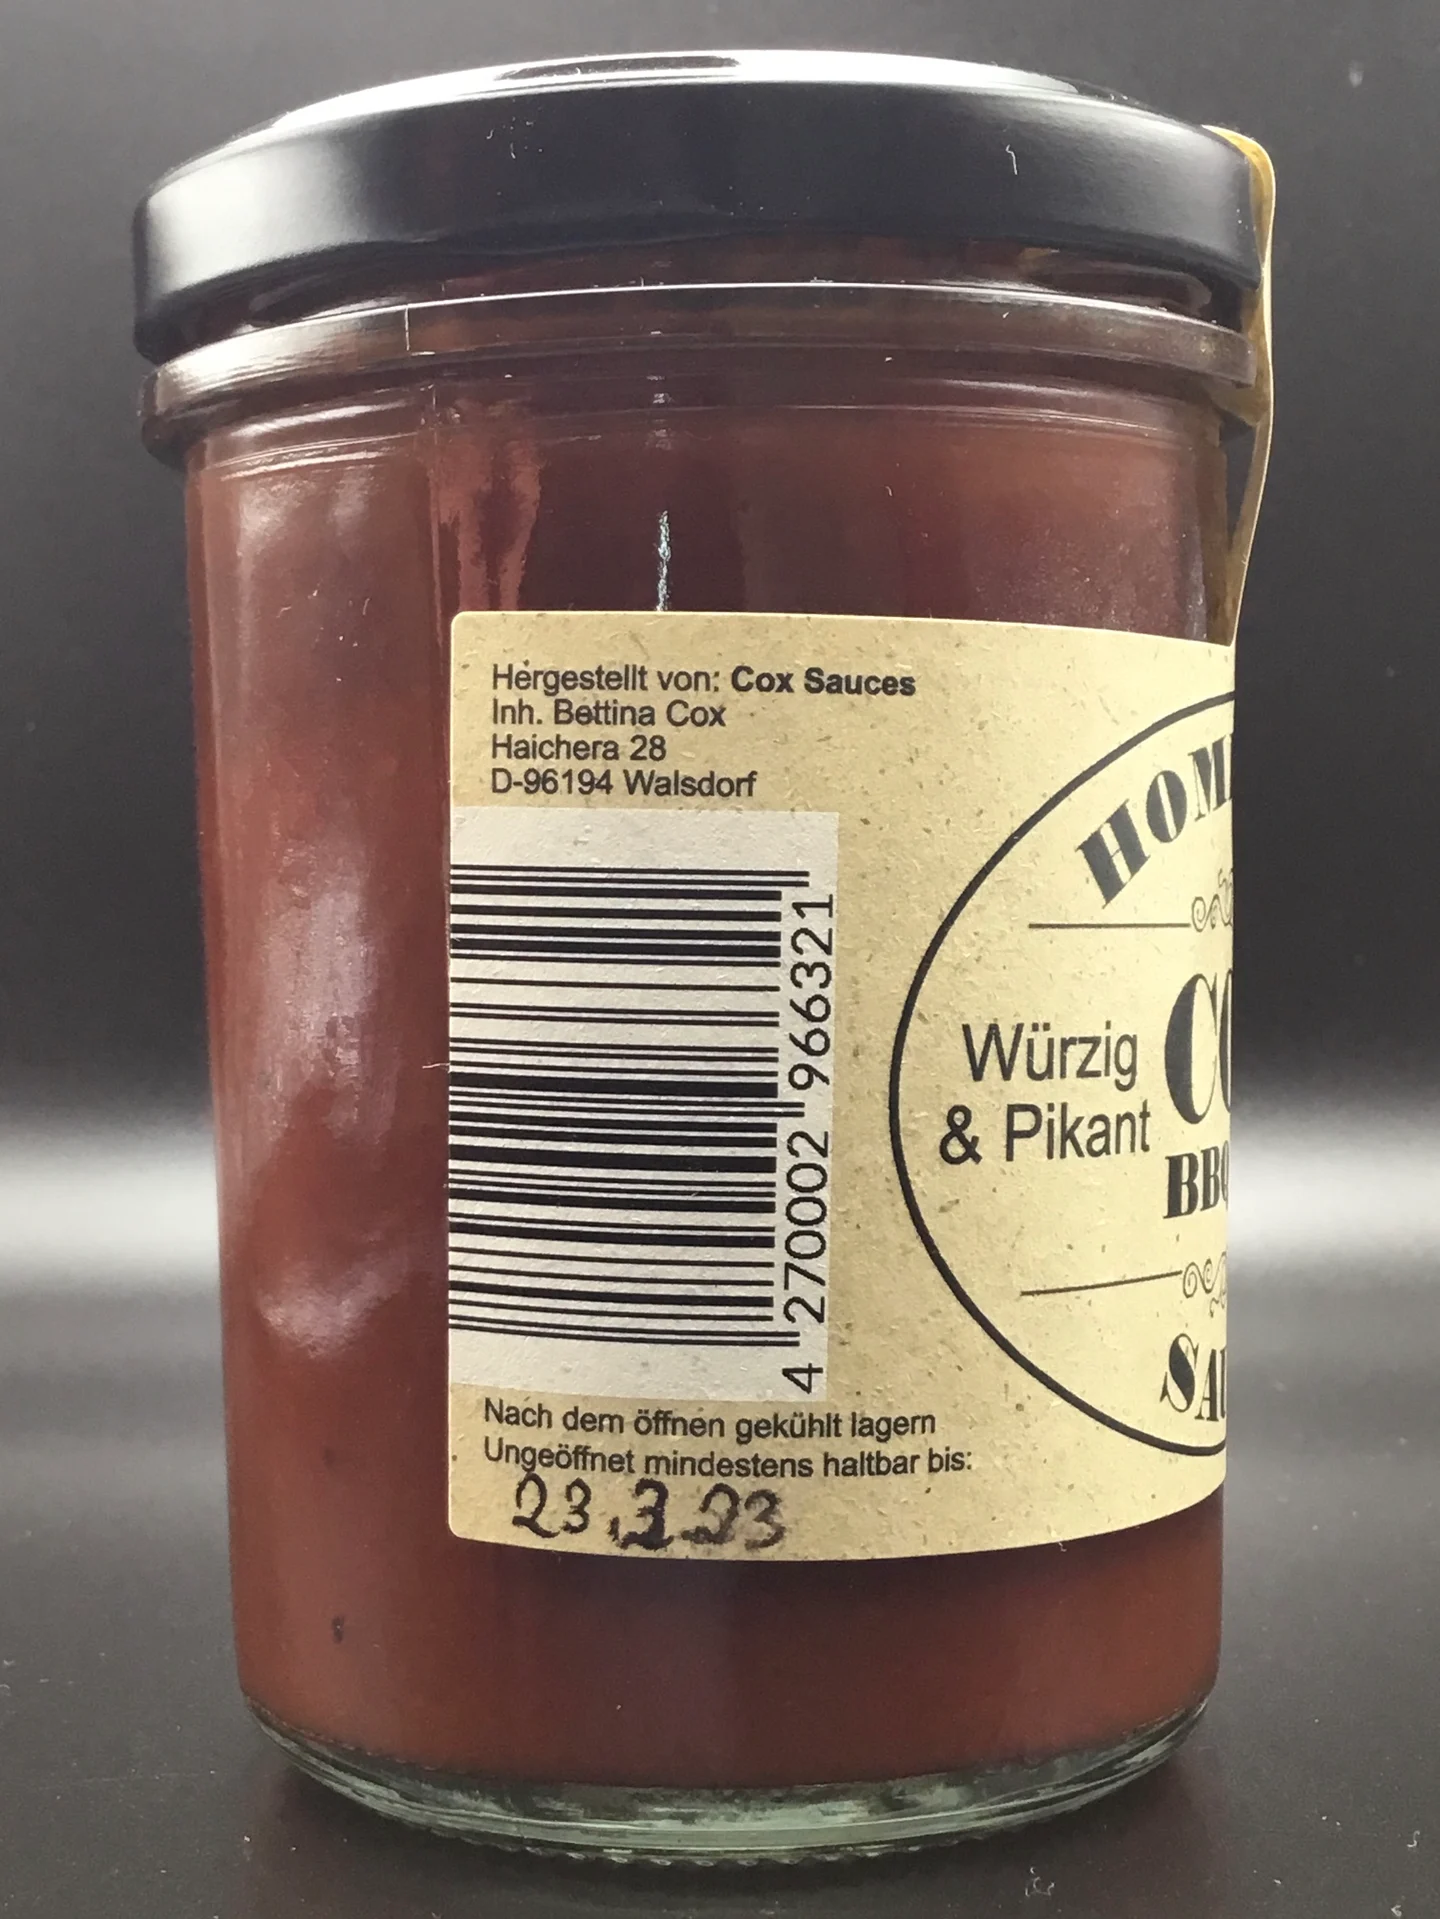 Hergestellt von: Cox Sauces
Inh. Bettina Cox
Haichera 28
D-96194 Walsdorf
4 270002 966321
Nach dem öffnen gekühlt lagern
Ungeöffnet mindestens haltbar bis:
23.3.23
Würzig
& Pikant